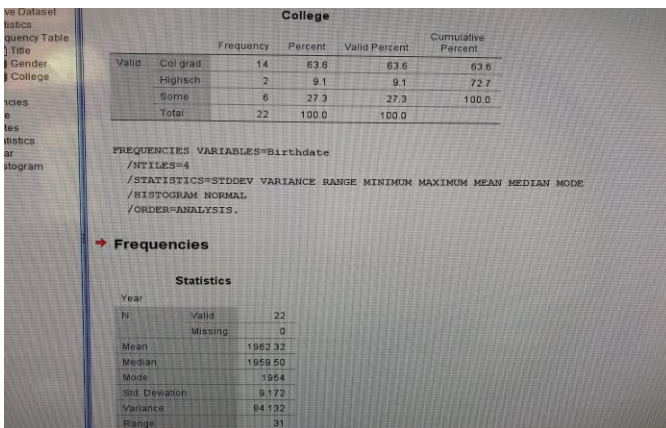 ve Dataset
tistics
quency Table
Title
Gender
College
ncies
e
tes
tistics
ar
stogram
College
Frequency Percent Valid Percent Cumulative Percent
Valid Col grad 14 63.6 63.6 63.6
Highsch 2 9.1 9.1 72.7
Some 6 27.3 27.3 100.0
Total 22 100.0 100.0
FREQUENCIES VARIABLES=Birthdate
/NTILES=4
/STATISTICS=STDDEV VARIANCE RANGE MINIMUM MAXIMUM MEAN MEDIAN MODE
/HISTOGRAM NORMAL
/ORDER=ANALYSIS.
Frequencies
Statistics
Year
N Valid 22
Missing 0
Mean 1962.32
Median 1959.50
Mode 1954
Std. Deviation 9.172
Variance 84.132
Range 31